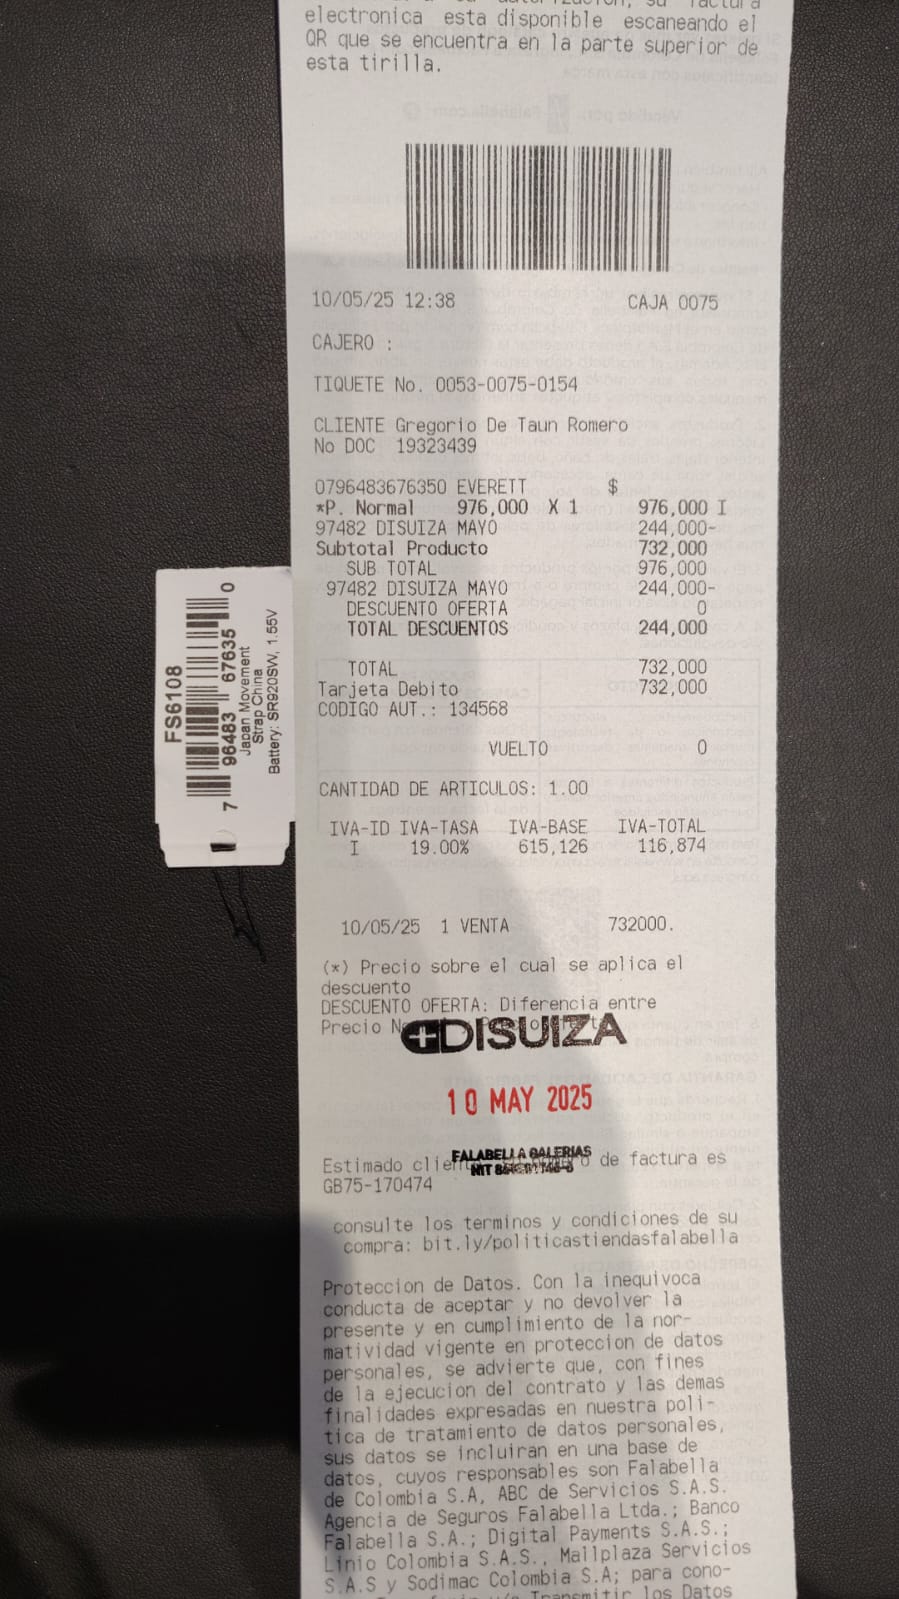 electronica esta disponible escaneando el
QR que se encuentra en la parte superior de
esta tirilla.
10/05/25 12:38 CAJA 0075
CAJERO :
TIQUETE No. 0053-0075-0154
CLIENTE Gregorio De Taun Romero
No DOC 19323439
0796483676350 EVERETT $
*P. Normal 976,000 X 1 976,000 I
97482 DISUIZA MAYO 244,000-
Subtotal Producto 732,000
SUB TOTAL 976,000
97482 DISUIZA MAYO 244,000-
DESCUENTO OFERTA 0
TOTAL DESCUENTOS 244,000
TOTAL 732,000
Tarjeta Debito 732,000
CODIGO AUT.: 134568
VUELTO 0
CANTIDAD DE ARTICULOS: 1.00
IVA-ID IVA-TASA IVA-BASE IVA-TOTAL
I 19.00% 615,126 116,874
10/05/25 1 VENTA 732000.
(*) Precio sobre el cual se aplica el
descuento
DESCUENTO OFERTA: Diferencia entre
Precio
DISUIZA
10 MAY 2025
FALABELLA GALERIAS
NIT
Estimado de factura es
GB75-170474
consulte los terminos y condiciones de su
compra: bit.ly/politicastiendasfalabella
Proteccion de Datos. Con la inequivoca
conducta de aceptar y no devolver la
presente y en cumplimiento de la nor-
matividad vigente en proteccion de datos
personales, se advierte que, con fines
de la ejecucion del contrato y las demas
finalidades expresadas en nuestra poli-
tica de tratamiento de datos personales,
sus datos se incluiran en una base de
datos, cuyos responsables son Falabella
de Colombia S.A, ABC de Servicios S.A.S.
Agencia de Seguros Falabella Ltda.; Banco
Falabella S.A.; Digital Payments S.A.S.;
Linio Colombia S.A.S., Mallplaza Servicios
S.A.S y Sodimac Colombia S.A; para cono-
Transmitir los Datos
FS6108
7 96483 67635 0
Japan Movement
Strap China
Battery: SR920SW, 1.55V